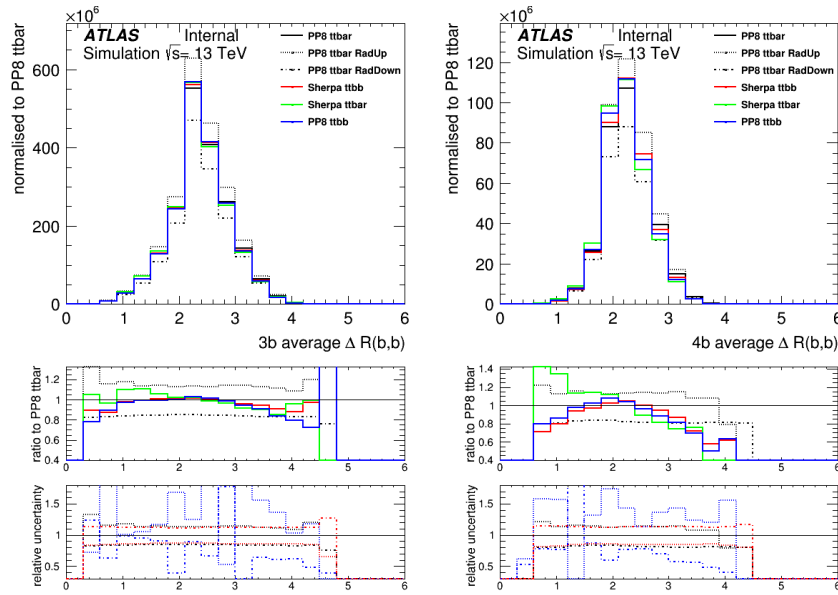 ×10⁶
ATLAS Internal
Simulation √s= 13 TeV
PP8 ttbar
PP8 ttbar RadUp
PP8 ttbar RadDown
Sherpa ttbb
Sherpa ttbar
PP8 ttbb
normalised to PP8 ttbar
600
400
200
0
0 1 2 3 4 5 6
3b average Δ R(b,b)
ratio to PP8 ttbar
1.2
1
0.8
0.6
0.4
0 1 2 3 4 5 6
relative uncertainty
1.5
1
0.5
0 1 2 3 4 5 6
×10⁶
ATLAS Internal
Simulation √s= 13 TeV
PP8 ttbar
PP8 ttbar RadUp
PP8 ttbar RadDown
Sherpa ttbb
Sherpa ttbar
PP8 ttbb
normalised to PP8 ttbar
120
100
80
60
40
20
0
0 1 2 3 4 5 6
4b average Δ R(b,b)
ratio to PP8 ttbar
1.4
1.2
1
0.8
0.6
0.4
0 1 2 3 4 5 6
relative uncertainty
1.5
1
0.5
0 1 2 3 4 5 6